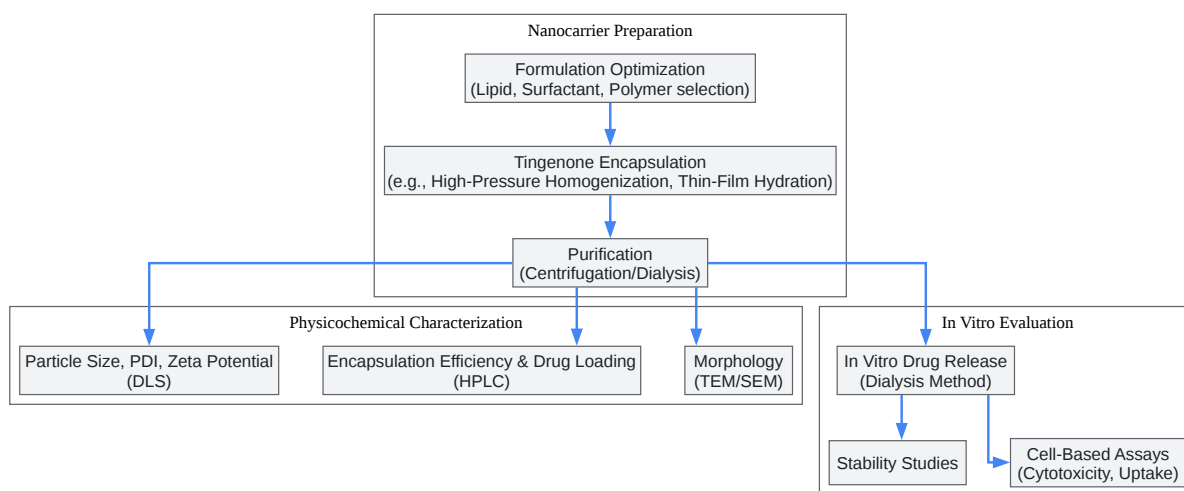 Nanocarrier Preparation
Formulation Optimization
(Lipid, Surfactant, Polymer selection)
Tingenone Encapsulation
(e.g., High-Pressure Homogenization, Thin-Film Hydration)
Purification
(Centrifugation/Dialysis)
Physicochemical Characterization
Particle Size, PDI, Zeta Potential
(DLS)
Encapsulation Efficiency & Drug Loading
(HPLC)
Morphology
(TEM/SEM)
In Vitro Evaluation
In Vitro Drug Release
(Dialysis Method)
Stability Studies
Cell-Based Assays
(Cytotoxicity, Uptake)